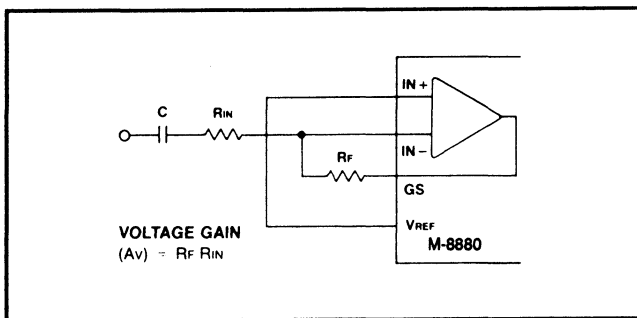 IN +
C
RIN
IN −
RF
GS
VREF
VOLTAGE GAIN
(AV) = RF RIN
M-8880